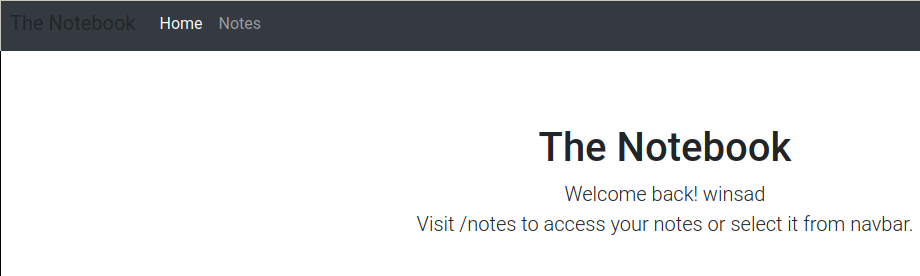 The Notebook Home Notes
The Notebook
Welcome back! winsad
Visit /notes to access your notes or select it from navbar.